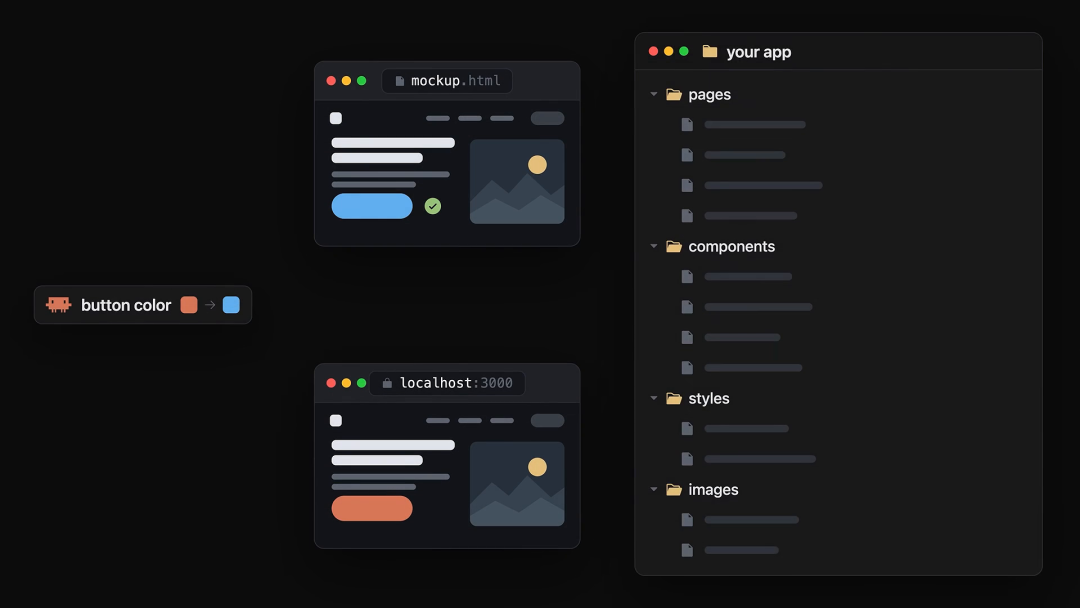 button color
mockup.html
localhost:3000
your app
pages
components
styles
images